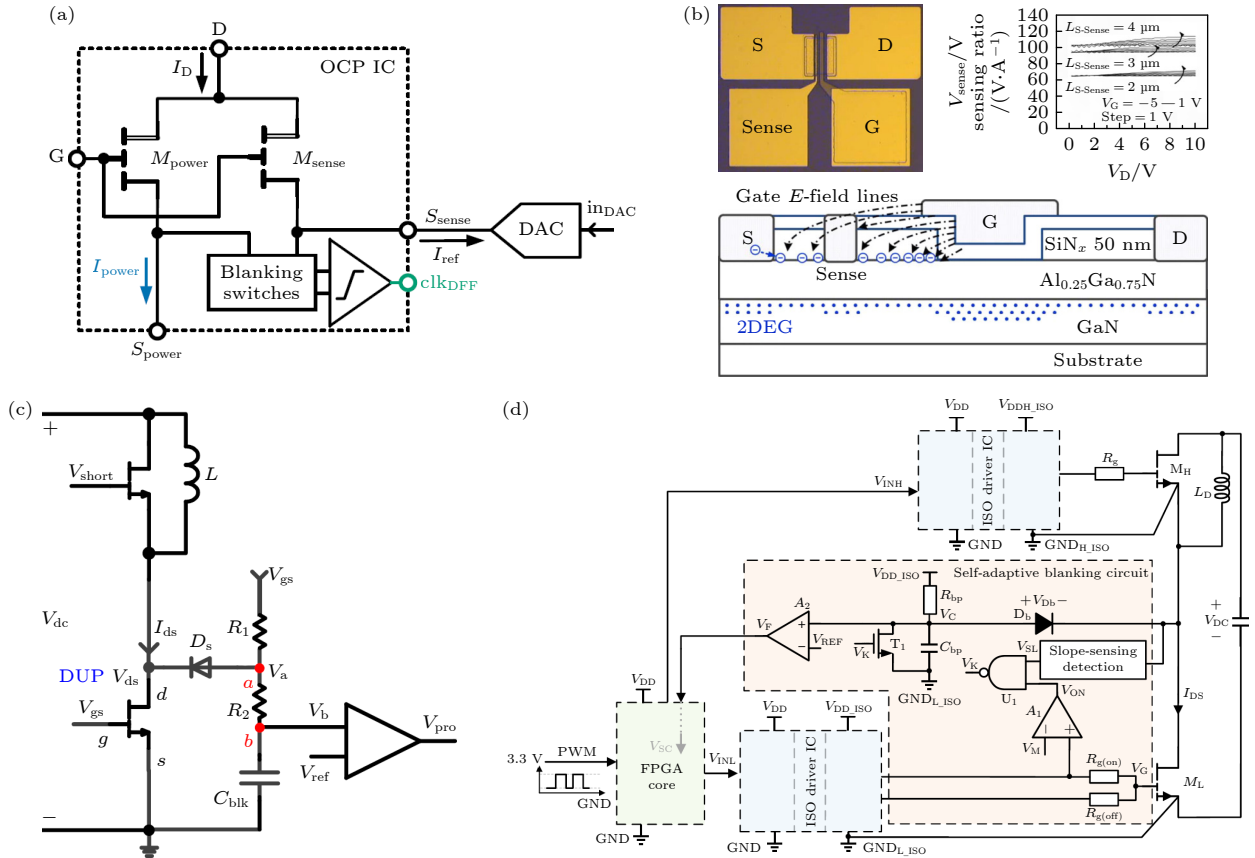 (a)
D
I_D
OCP IC
G
M_power
M_sense
S_sense
I_ref
DAC
in_DAC
I_power
Blanking
switches
clk_DFF
S_power
(b)
S
D
Sense
G
V_sense/V
sensing ratio
/(V·A⁻¹)
140
120
100
80
60
40
20
0
L_S-Sense = 4 μm
L_S-Sense = 3 μm
L_S-Sense = 2 μm
V_G = −5 — 1 V
Step = 1 V
0 2 4 6 8 10
V_D/V
Gate E-field lines
G
S
SiN_x 50 nm
D
Sense
Al_0.25Ga_0.75N
2DEG
GaN
Substrate
(c)
+
V_short
L
V_gs
V_dc
I_ds
D_s
R_1
V_a
a
DUP
V_ds
d
R_2
V_gs
g
b
V_b
V_pro
s
V_ref
C_blk
−
(d)
V_DD
V_DDH_ISO
ISO driver IC
R_g
M_H
L_D
V_INH
GND
GND_H_ISO
V_DD_ISO
Self-adaptive blanking circuit
R_bp
+ V_Db −
A_2
V_C
D_b
V_F
+
−
V_REF
V_K
T_1
C_bp
V_K
V_SL
Slope-sensing
detection
+
V_DC
−
GND_L_ISO
U_1
V_ON
I_DS
V_DD
V_DD
V_DD_ISO
A_1
− +
V_M
3.3 V
PWM
V_SC
FPGA
core
V_INL
ISO driver IC
R_g(on)
V_G
M_L
GND
R_g(off)
GND
GND
GND_L_ISO